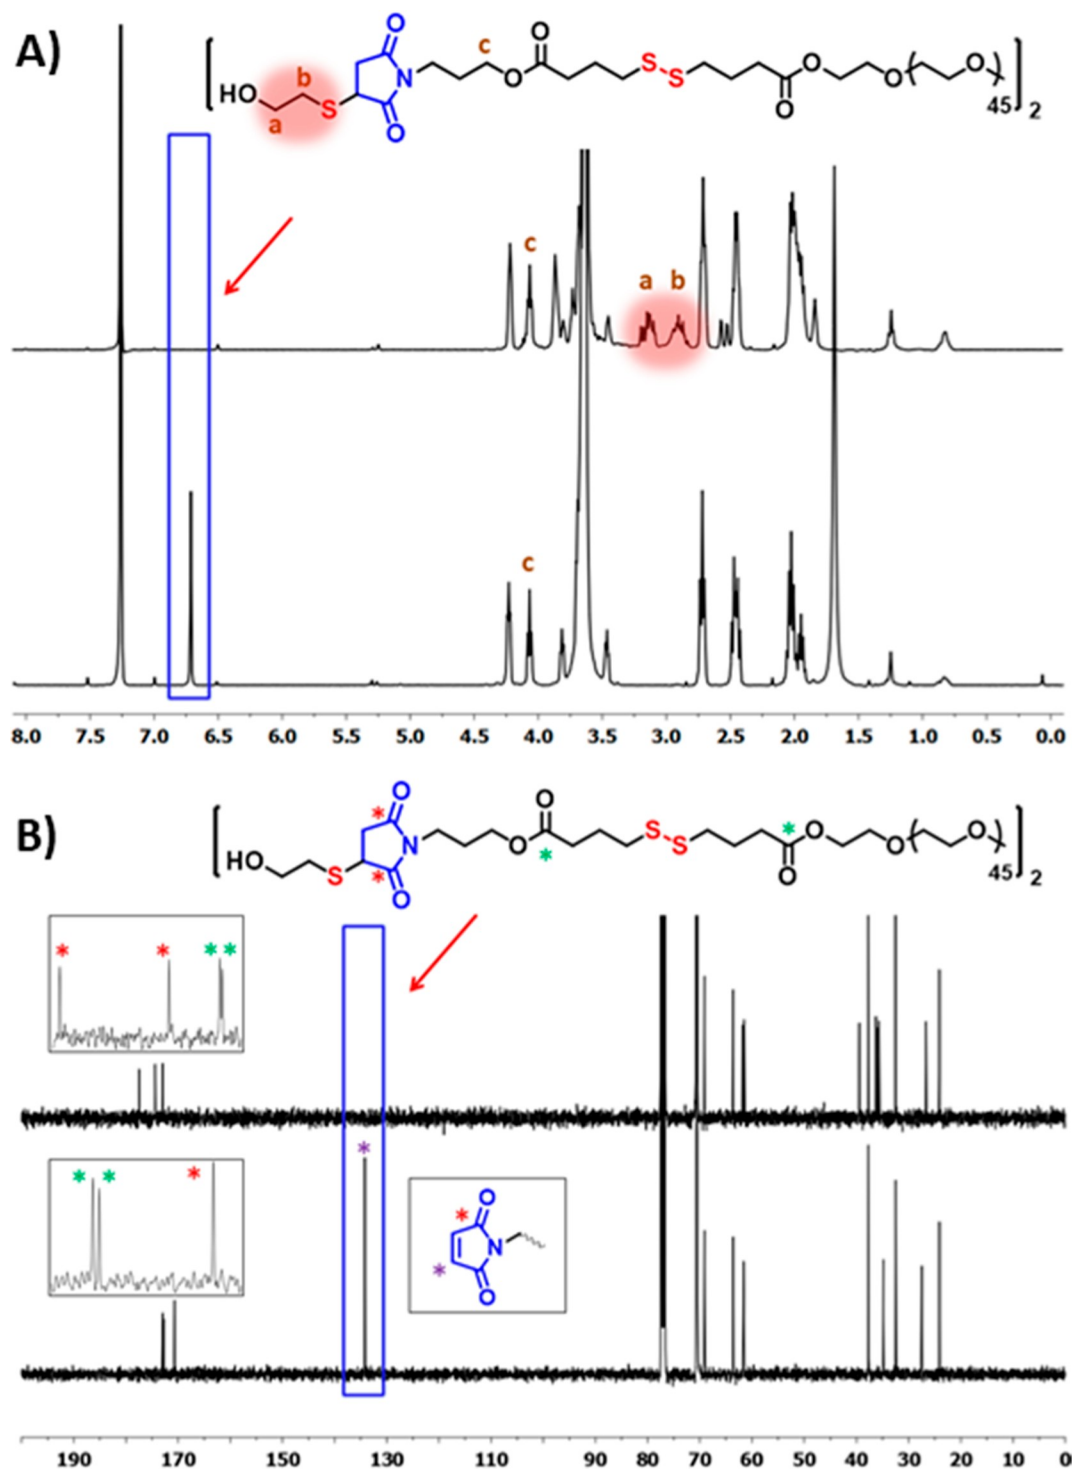 A)
O
c
O
b
N
O
S
S
O
O
O
HO
S
a
O
O
45
2
c
a
b
c
8.0 7.5 7.0 6.5 6.0 5.5 5.0 4.5 4.0 3.5 3.0 2.5 2.0 1.5 1.0 0.5 0.0
B)
O
*
O
*
N
O
*
S
S
O
O
O
HO
S
*
O
O
45
2
* * * *
*
* * *
O
*
N
*
O
190 170 150 130 110 90 80 70 60 50 40 30 20 10 0